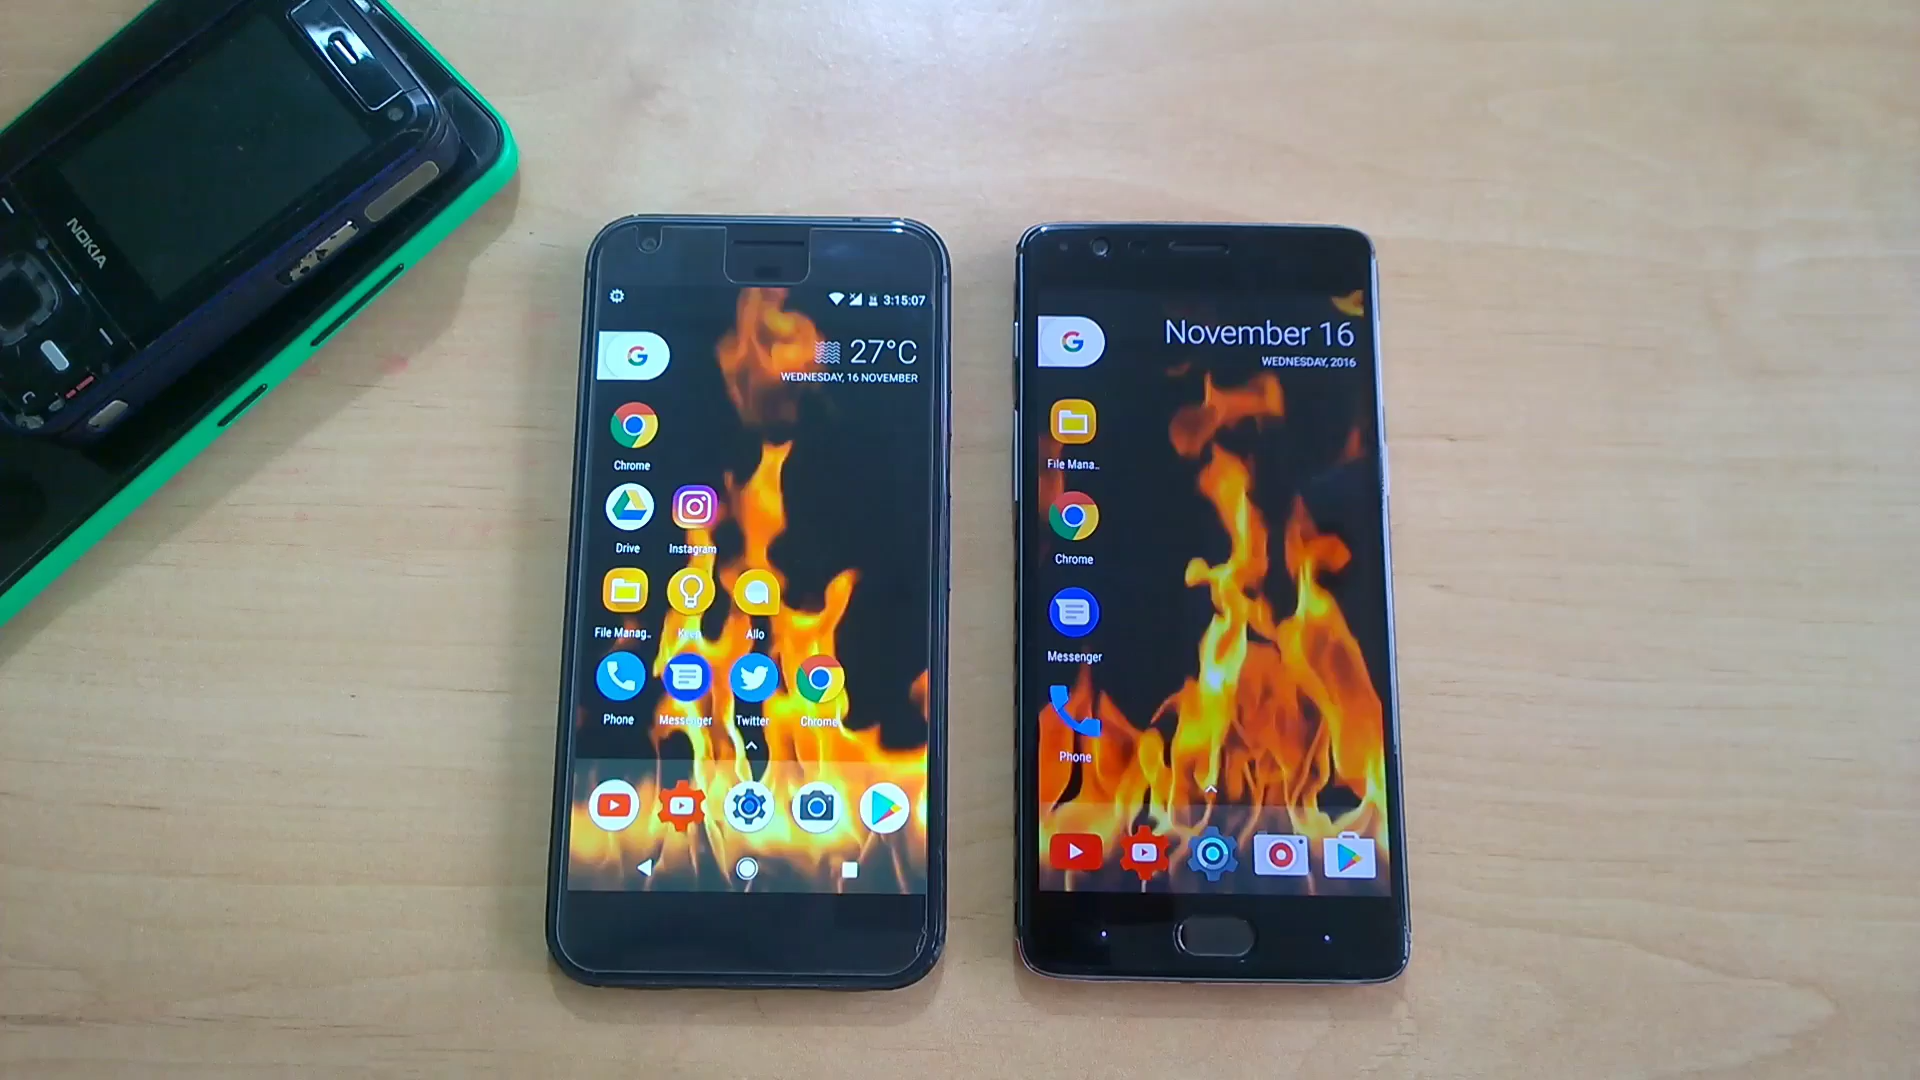 NOKIA
3:15:07
27°C
WEDNESDAY, 16 NOVEMBER
Chrome
Drive
Instagram
File Manag..
Keep
Allo
Phone
Messenger
Twitter
Chrome
November 16
WEDNESDAY, 2016
File Mana..
Chrome
Messenger
Phone